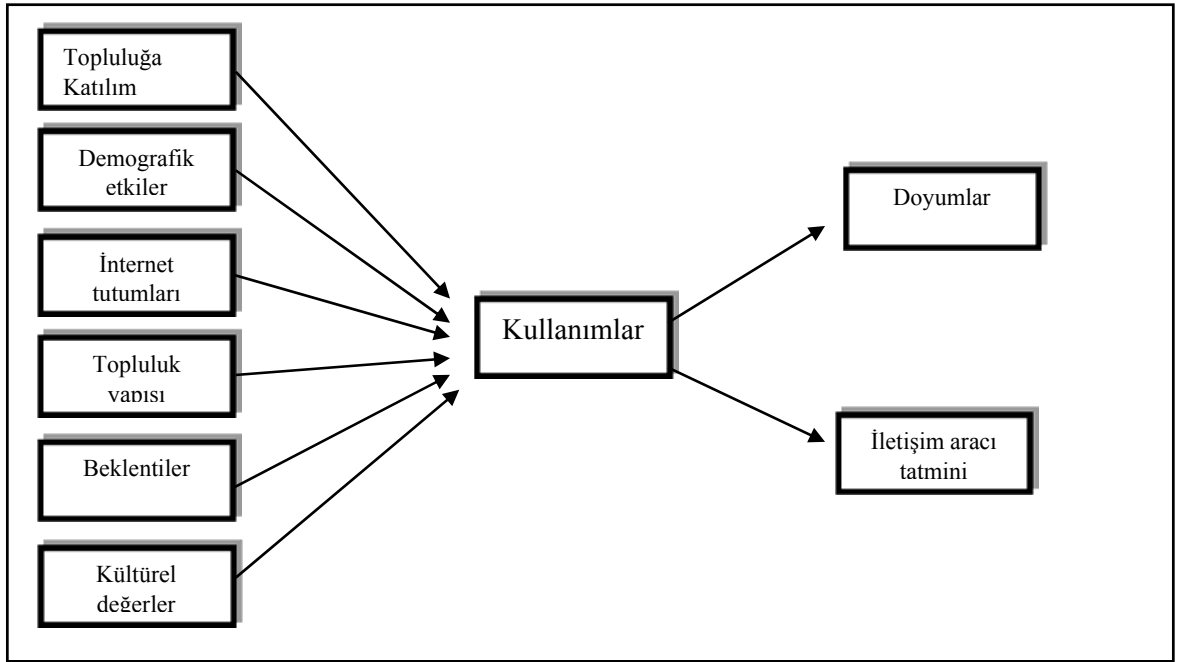 Topluluğa
Katılım
Demografik
etkiler
İnternet
tutumları
Topluluk
yapısı
Beklentiler
Kültürel
değerler
Kullanımlar
Doyumlar
İletişim aracı
tatmini